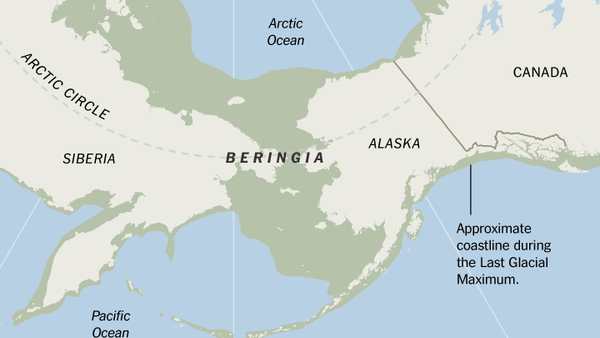 Arctic
Ocean
ARCTIC CIRCLE
CANADA
ALASKA
SIBERIA
BERINGIA
Approximate
coastline during
the Last Glacial
Maximum.
Pacific
Ocean